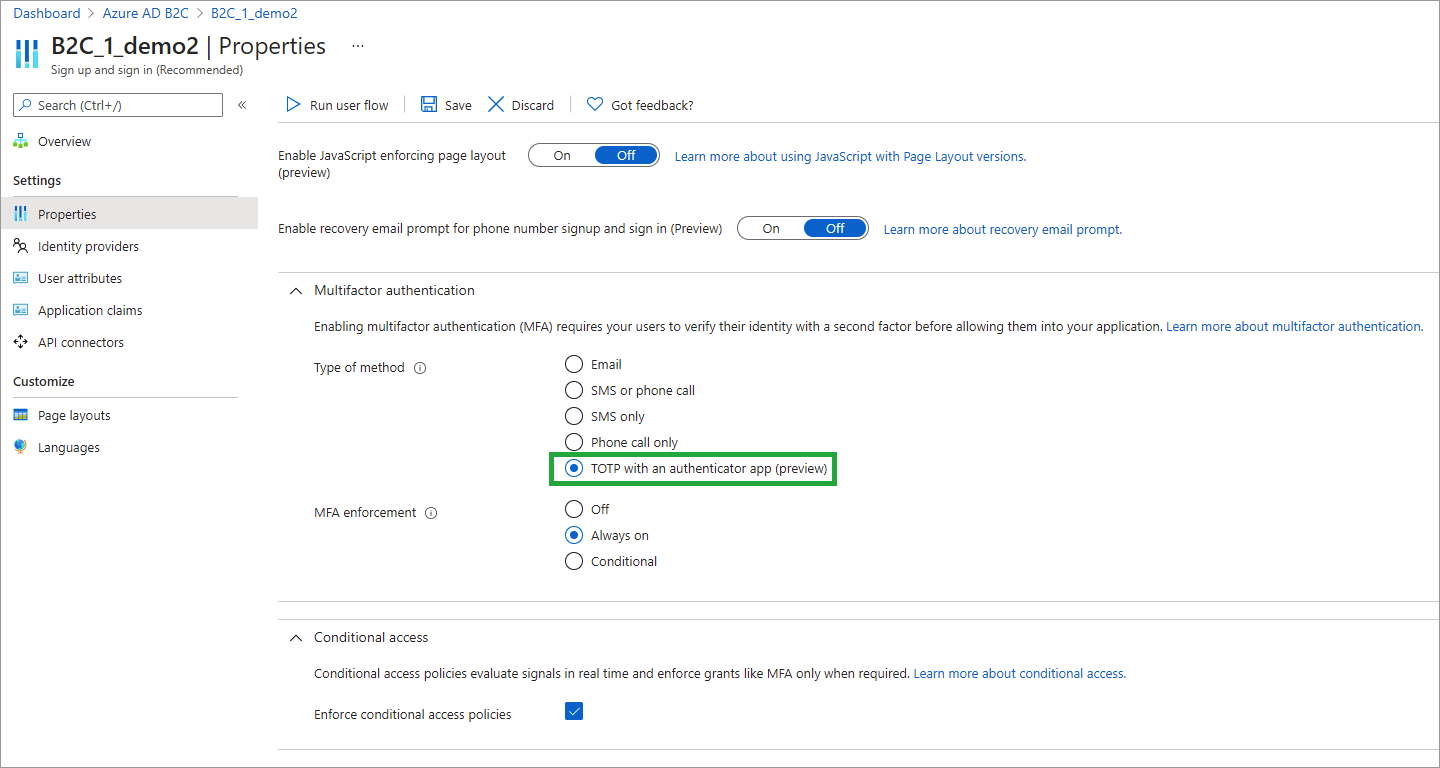 Dashboard > Azure AD B2C > B2C_1_demo2
B2C_1_demo2 | Properties ...
Sign up and sign in (Recommended)
Search (Ctrl+/) «
Overview
Settings
Properties
Identity providers
User attributes
Application claims
API connectors
Customize
Page layouts
Languages
Run user flow
Save
Discard
Got feedback?
Enable JavaScript enforcing page layout
(preview)
On Off
Learn more about using JavaScript with Page Layout versions.
Enable recovery email prompt for phone number signup and sign in (Preview)
On Off
Learn more about recovery email prompt.
Multifactor authentication
Enabling multifactor authentication (MFA) requires your users to verify their identity with a second factor before allowing them into your application. Learn more about multifactor authentication.
Type of method
Email
SMS or phone call
SMS only
Phone call only
TOTP with an authenticator app (preview)
MFA enforcement
Off
Always on
Conditional
Conditional access
Conditional access policies evaluate signals in real time and enforce grants like MFA only when required. Learn more about conditional access.
Enforce conditional access policies